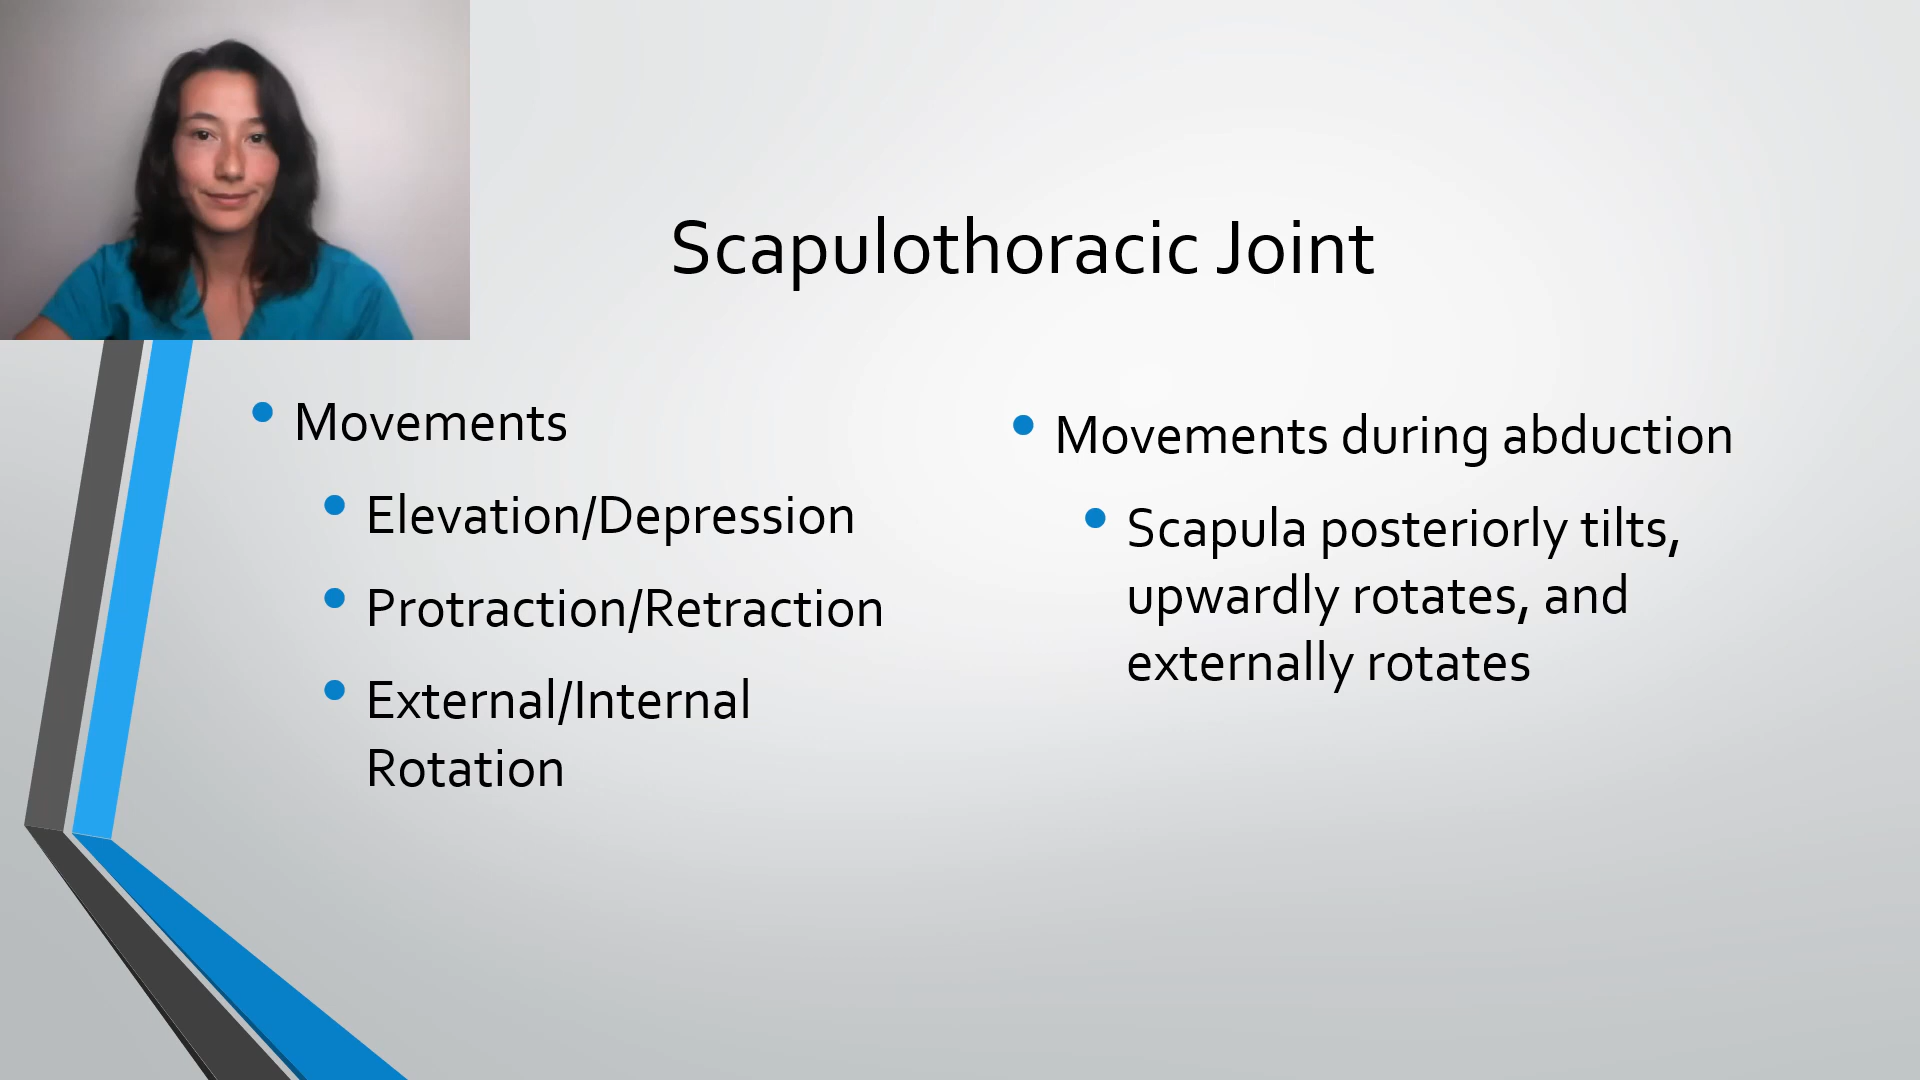 Scapulothoracic Joint
Movements
Elevation/Depression
Protraction/Retraction
External/Internal
Rotation
Movements during abduction
Scapula posteriorly tilts,
upwardly rotates, and
externally rotates